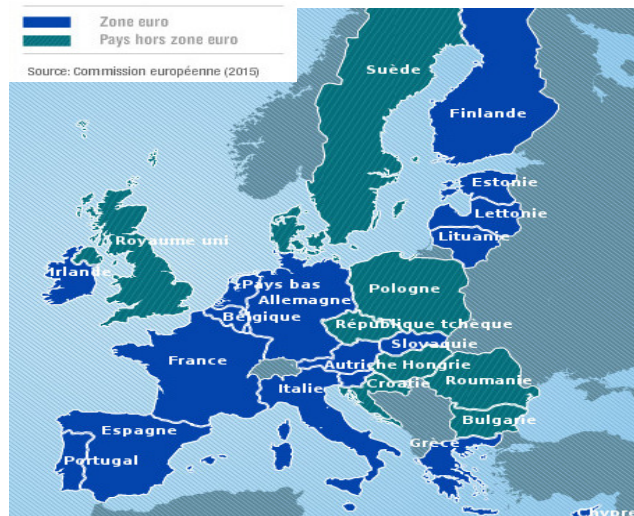 Zone euro
Pays hors zone euro
Source: Commission européenne (2015)
Suède
Finlande
Estonie
Lettonie
Lituanie
Royaume uni
Irlande
Pays bas
Allemagne
Belgique
Pologne
République tchèque
Slovaquie
France
Autriche Hongrie
Italie
Croatie
Roumanie
Bulgarie
Espagne
Portugal
Grèce
Chypre